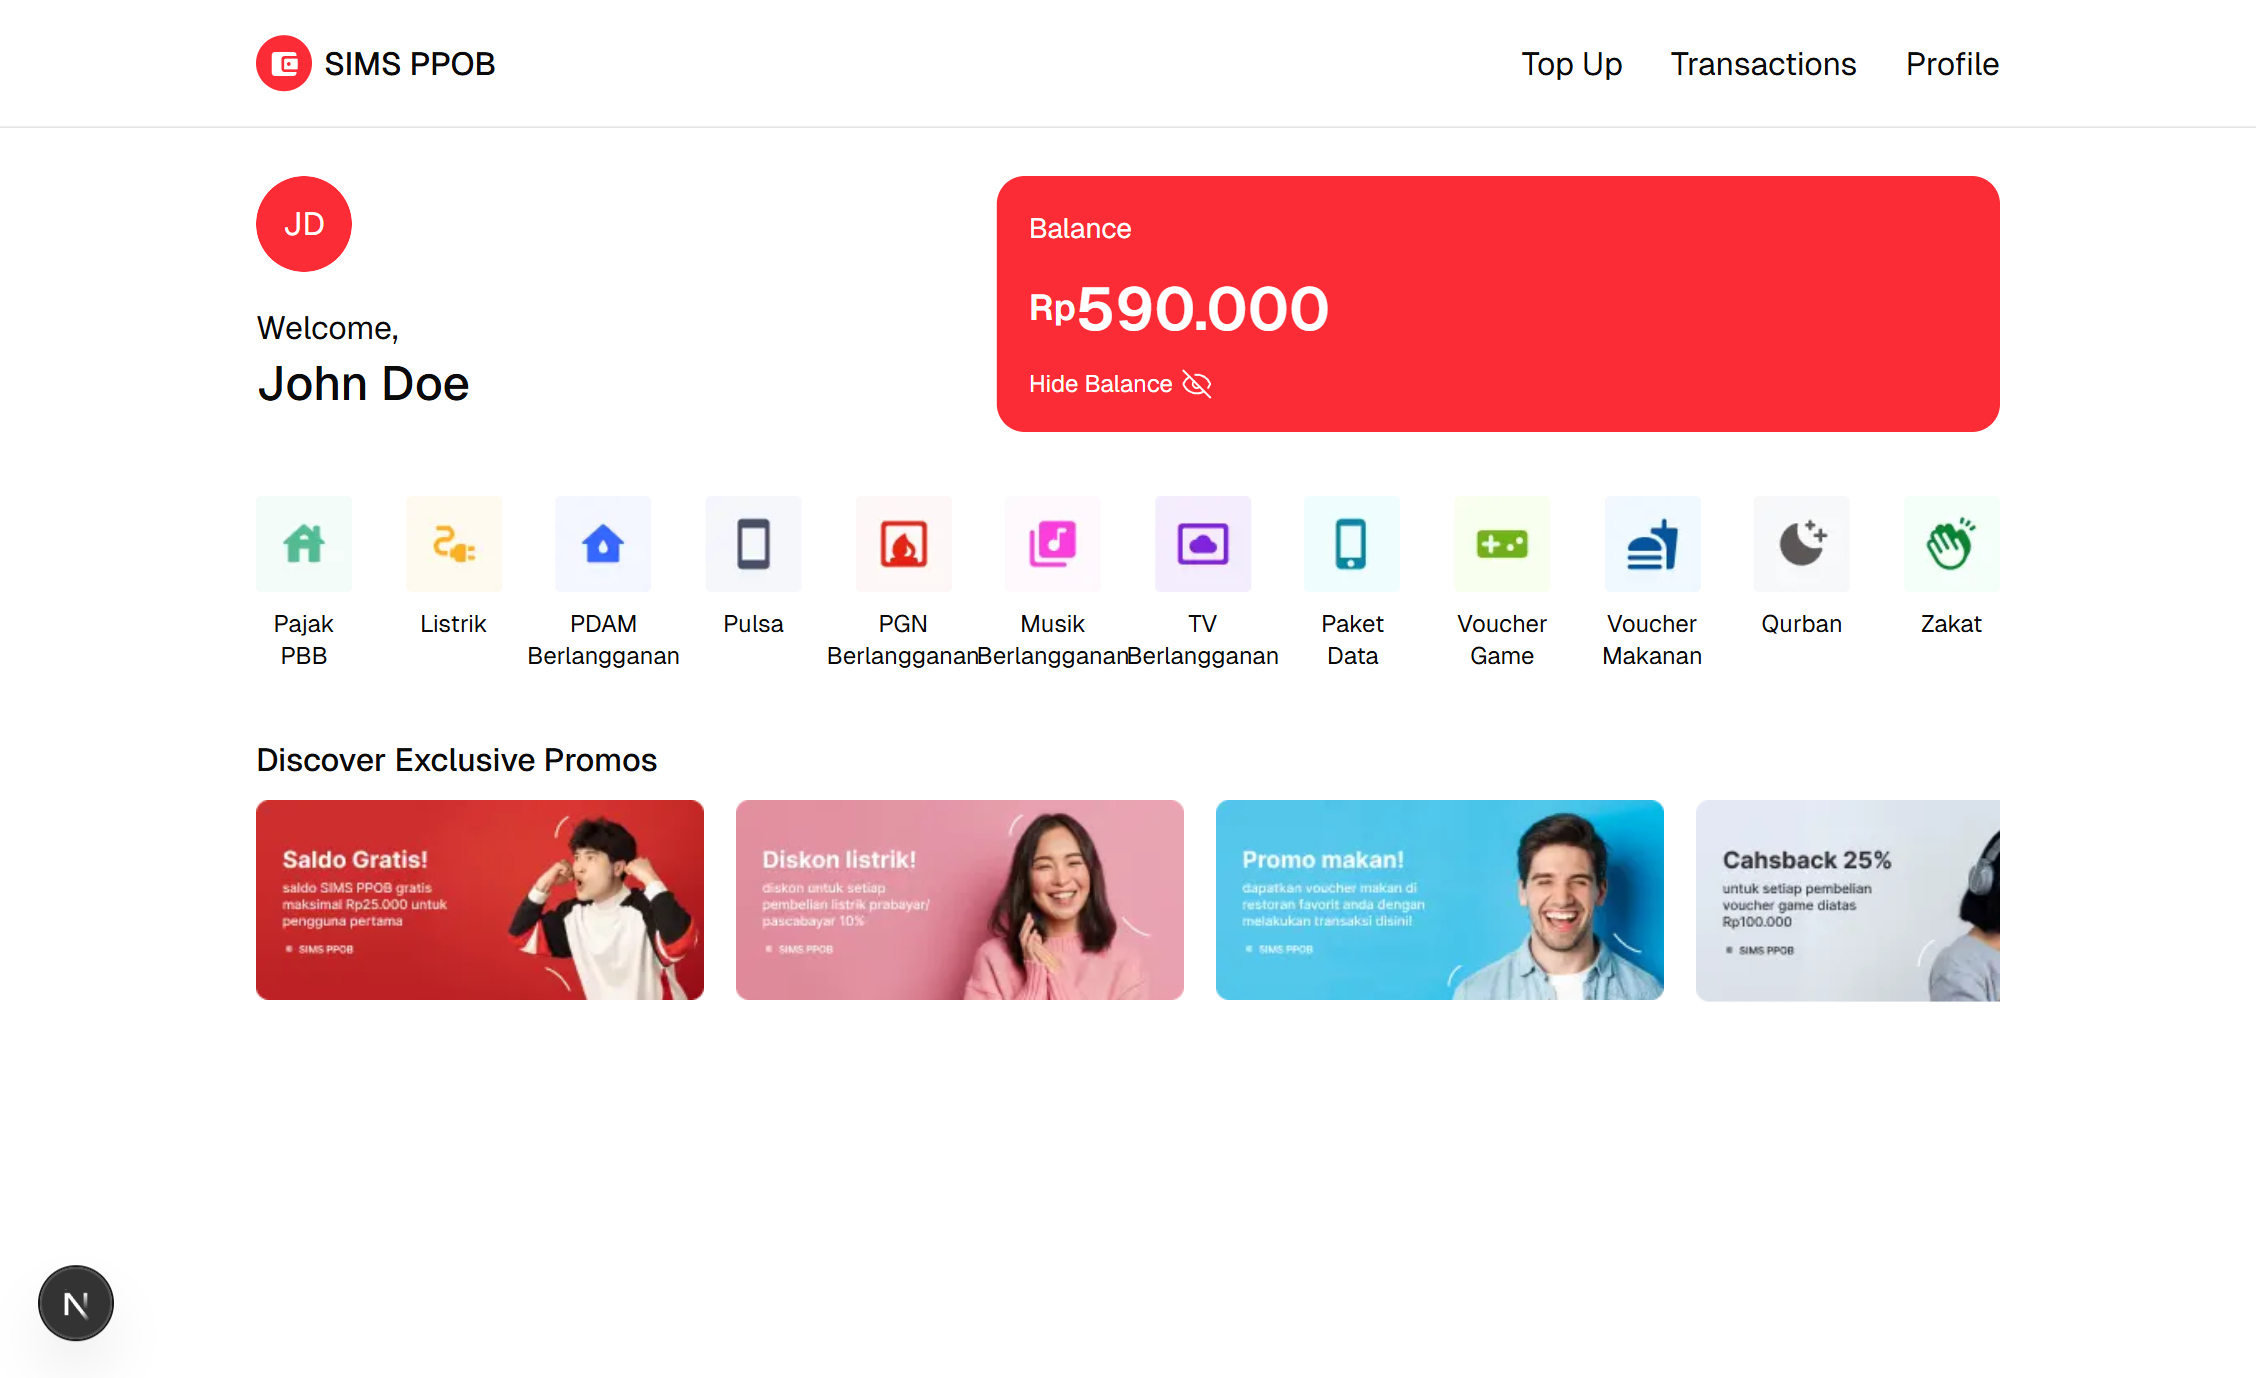 SIMS PPOB
Top Up
Transactions
Profile
JD
Welcome,
John Doe
Balance
Rp590.000
Hide Balance
Pajak
PBB
Listrik
PDAM
Berlangganan
Pulsa
PGN
Berlangganan
Musik
Berlangganan
TV
Berlangganan
Paket
Data
Voucher
Game
Voucher
Makanan
Qurban
Zakat
Discover Exclusive Promos
Saldo Gratis!
saldo SIMS PPOB gratis
maksimal Rp25.000 untuk
pengguna pertama
SIMS PPOB
Diskon listrik!
diskon untuk setiap
pembelian listrik prabayar/
pascabayar 10%
SIMS PPOB
Promo makan!
dapatkan voucher makan di
restoran favorit anda dengan
melakukan transaksi disini!
SIMS PPOB
Cahsback 25%
untuk setiap pembelian
voucher game diatas
Rp100.000
SIMS PPOB
N